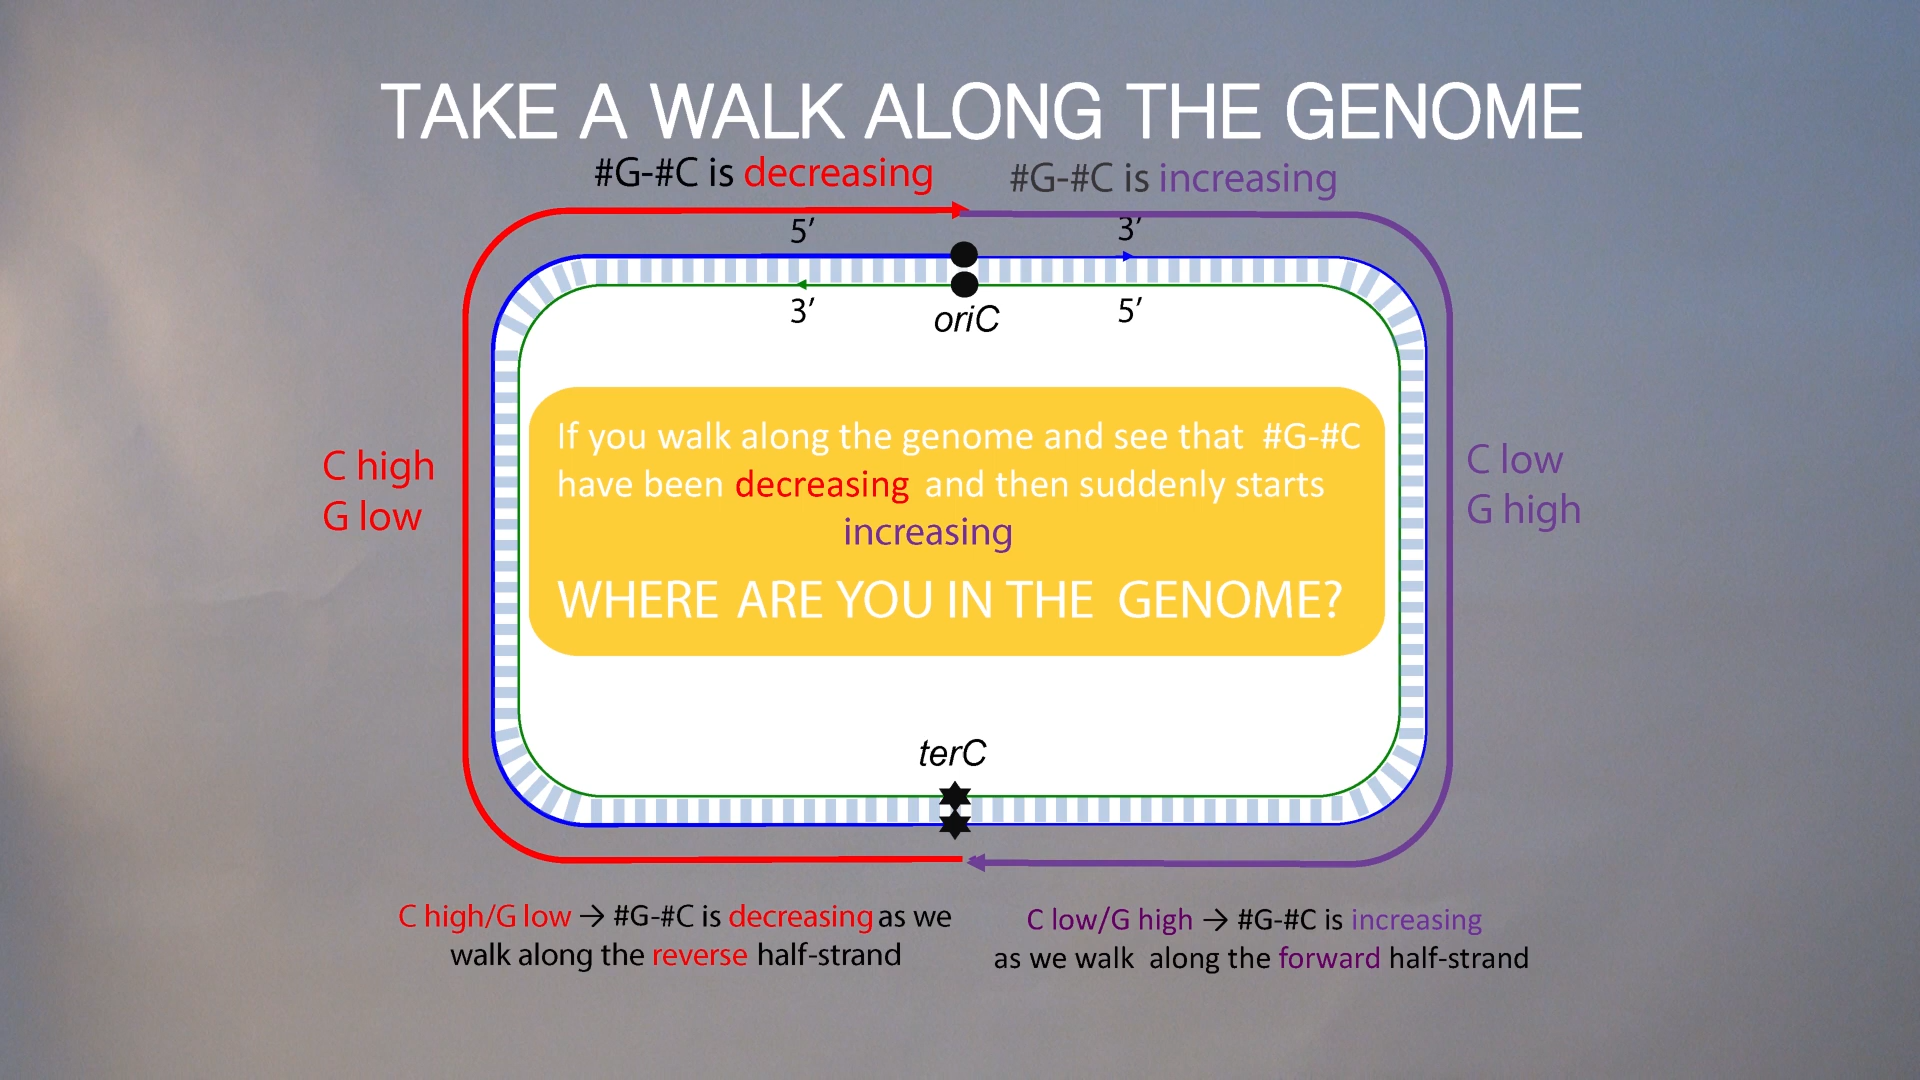 TAKE A WALK ALONG THE GENOME
#G-#C is decreasing
#G-#C is increasing
5’
3’
3’
5’
oriC
If you walk along the genome and see that #G-#C
have been decreasing and then suddenly starts
increasing
WHERE ARE YOU IN THE GENOME?
C high
G low
C low
G high
terC
C high/G low → #G-#C is decreasing as we
walk along the reverse half-strand
C low/G high → #G-#C is increasing
as we walk along the forward half-strand